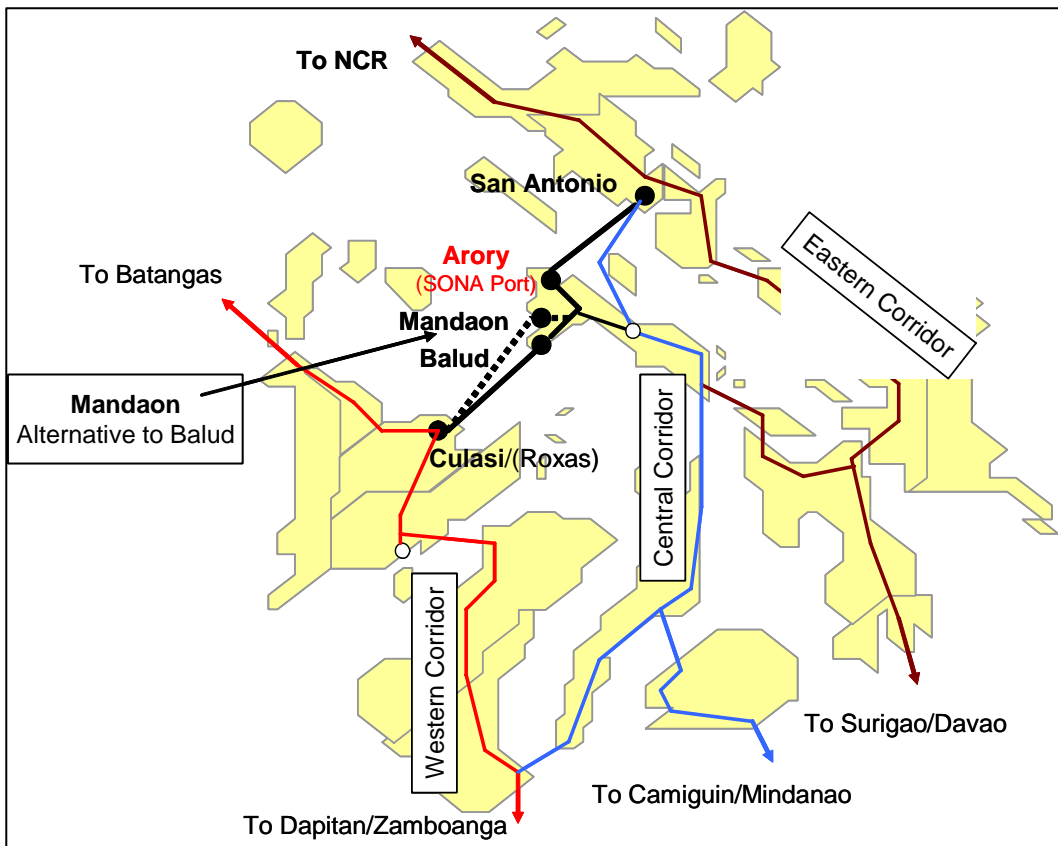 To NCR
San Antonio
Arory
(SONA Port)
To Batangas
Mandaon
Balud
Eastern Corridor
Mandaon
Alternative to Balud
Culasi/(Roxas)
Central Corridor
Western Corridor
To Surigao/Davao
To Camiguin/Mindanao
To Dapitan/Zamboanga